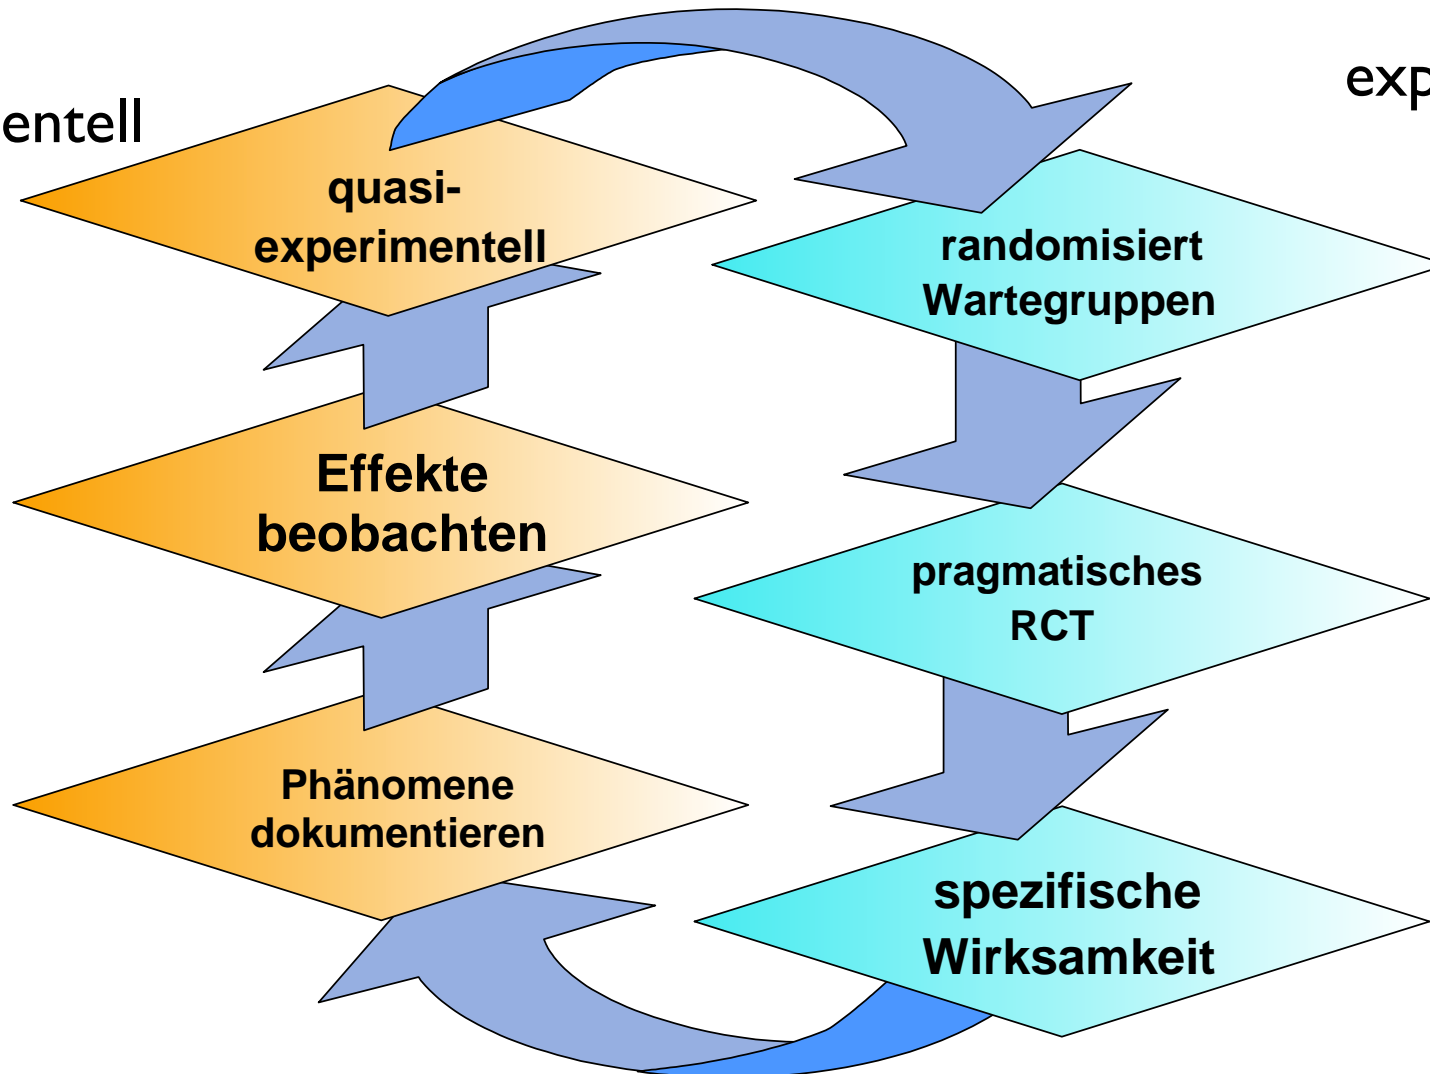 entell
exp
quasi-
experimentell
randomisiert
Wartegruppen
Effekte
beobachten
pragmatisches
RCT
Phänomene
dokumentieren
spezifische
Wirksamkeit